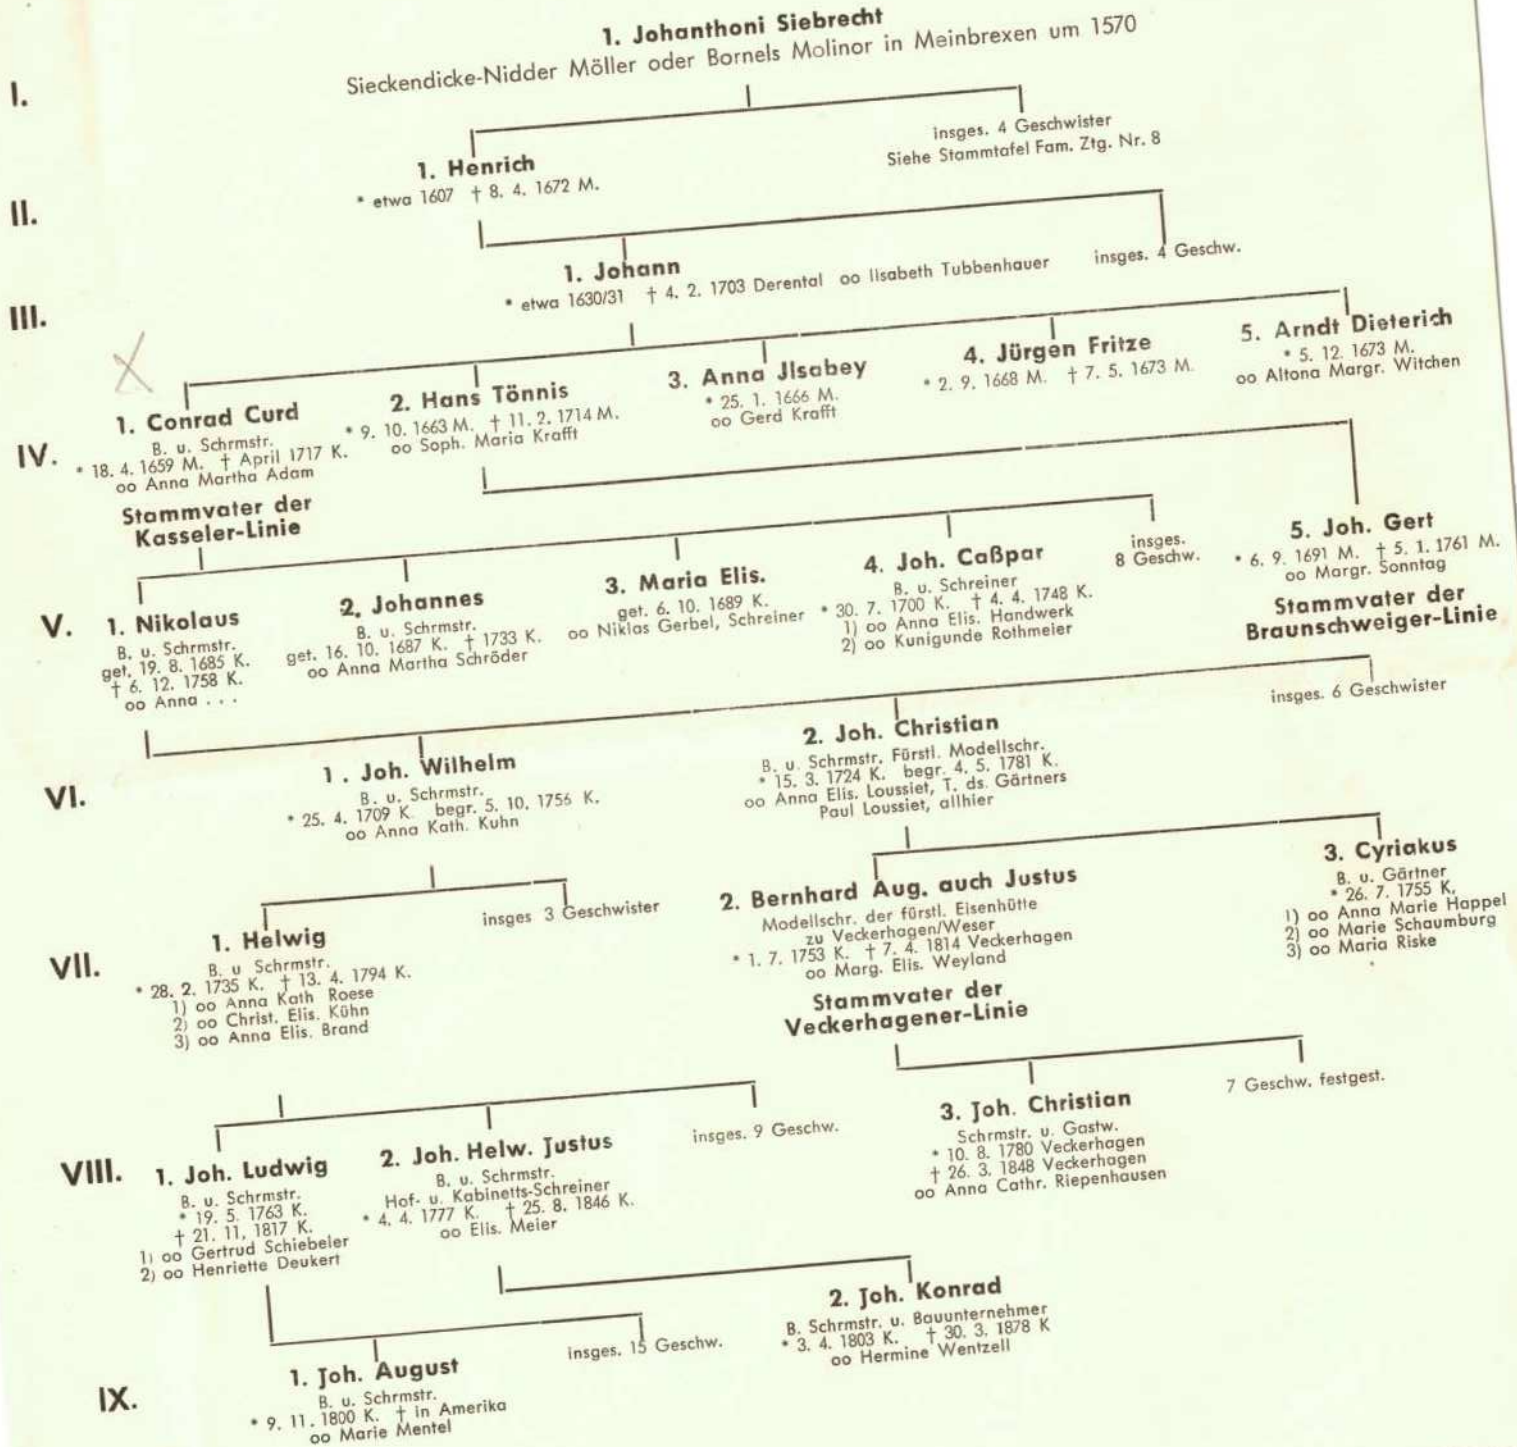 1. Johanthoni Siebrecht
Sieckendicke-Nidder Möller oder Bornels Molinor in Meinbrexen um 1570
I.
1. Henrich
* etwa 1607 † 8. 4. 1672 M.
insges. 4 Geschwister
Siehe Stammtafel Fam. Ztg. Nr. 8
II.
1. Johann
* etwa 1630/31 † 4. 2. 1703 Derental oo Ilsabeth Tubbenhauer
insges. 4 Geschw.
III.
X
1. Conrad Curd
B. u. Schrmstr.
* 18. 4. 1659 M. † April 1717 K.
oo Anna Martha Adam
Stammvater der
Kasseler-Linie
2. Hans Tönnis
* 9. 10. 1663 M. † 11. 2. 1714 M.
oo Soph. Maria Krafft
3. Anna Jlsabey
* 25. 1. 1666 M.
oo Gerd Krafft
4. Jürgen Fritze
* 2. 9. 1668 M. † 7. 5. 1673 M.
5. Arndt Dieterich
* 5. 12. 1673 M.
oo Altona Margr. Witchen
IV.
V.
1. Nikolaus
B. u. Schrmstr.
get. 19. 8. 1685 K.
† 6. 12. 1758 K.
oo Anna . . .
2. Johannes
B. u. Schrmstr.
get. 16. 10. 1687 K. † 1733 K.
oo Anna Martha Schröder
3. Maria Elis.
get. 6. 10. 1689 K.
oo Niklas Gerbel, Schreiner
4. Joh. Caßpar
B. u. Schreiner
* 30. 7. 1700 K. † 4. 4. 1748 K.
1) oo Anna Elis. Handwerk
2) oo Kunigunde Rothmeier
insges.
8 Geschw.
5. Joh. Gert
* 6. 9. 1691 M. † 5. 1. 1761 M.
oo Margr. Sonntag
Stammvater der
Braunschweiger-Linie
VI.
1 . Joh. Wilhelm
B. u. Schrmstr.
* 25. 4. 1709 K. begr. 5. 10. 1756 K.
oo Anna Kath. Kuhn
2. Joh. Christian
B. u. Schrmstr. Fürstl. Modellschr.
* 15. 3. 1724 K. begr. 4. 5. 1781 K.
oo Anna Elis. Loussiet, T. ds. Gärtners
Paul Loussiet, allhier
insges. 6 Geschwister
VII.
1. Helwig
B. u Schrmstr.
* 28. 2. 1735 K. † 13. 4. 1794 K.
1) oo Anna Kath Roese
2) oo Christ. Elis. Kühn
3) oo Anna Elis. Brand
insges 3 Geschwister
2. Bernhard Aug. auch Justus
Modellschr. der fürstl. Eisenhütte
zu Veckerhagen/Weser
* 1. 7. 1753 K. † 7. 4. 1814 Veckerhagen
oo Marg. Elis. Weyland
Stammvater der
Veckerhagener-Linie
3. Cyriakus
B. u. Gärtner
* 26. 7. 1755 K.
1) oo Anna Marie Happel
2) oo Marie Schaumburg
3) oo Maria Riske
VIII.
1. Joh. Ludwig
B. u. Schrmstr.
* 19. 5. 1763 K.
† 21. 11. 1817 K.
1) oo Gertrud Schiebeler
2) oo Henriette Deukert
2. Joh. Helw. Justus
B. u. Schrmstr.
Hof- u. Kabinetts-Schreiner
* 4. 4. 1777 K. † 25. 8. 1846 K.
oo Elis. Meier
insges. 9 Geschw.
3. Joh. Christian
Schrmstr. u. Gastw.
* 10. 8. 1780 Veckerhagen
† 26. 3. 1848 Veckerhagen
oo Anna Cathr. Riepenhausen
7 Geschw. festgest.
IX.
1. Joh. August
B. u. Schrmstr.
* 9. 11. 1800 K. † in Amerika
oo Marie Mentel
insges. 15 Geschw.
2. Joh. Konrad
B. Schrmstr. u. Bauunternehmer
* 3. 4. 1803 K. † 30. 3. 1878 K
oo Hermine Wentzell